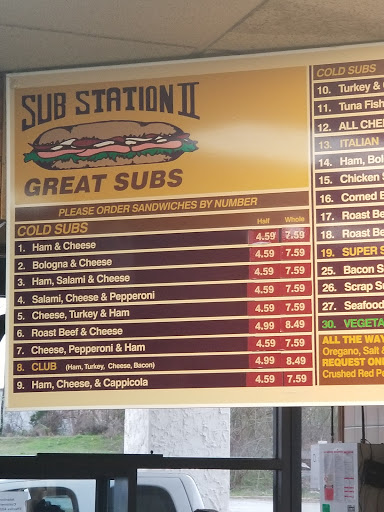 SUB STATION II
GREAT SUBS
PLEASE ORDER SANDWICHES BY NUMBER
COLD SUBS Half Whole
1. Ham & Cheese 4.59 7.59
2. Bologna & Cheese 4.59 7.59
3. Ham, Salami & Cheese 4.59 7.59
4. Salami, Cheese & Pepperoni 4.59 7.59
5. Cheese, Turkey & Ham 4.59 7.59
6. Roast Beef & Cheese 4.99 8.49
7. Cheese, Pepperoni & Ham 4.59 7.59
8. CLUB (Ham, Turkey, Cheese, Bacon) 4.99 8.49
9. Ham, Cheese, & Cappicola 4.59 7.59
COLD SUBS
10. Turkey &
11. Tuna Fish
12. ALL CHE
13. ITALIAN
14. Ham, Bol
15. Chicken
16. Corned B
17. Roast Be
18. Roast Be
19. SUPER S
25. Bacon S
26. Scrap Su
27. Seafood
30. VEGETA
ALL THE WAY
Oregano, Salt &
REQUEST ONL
Crushed Red Pe